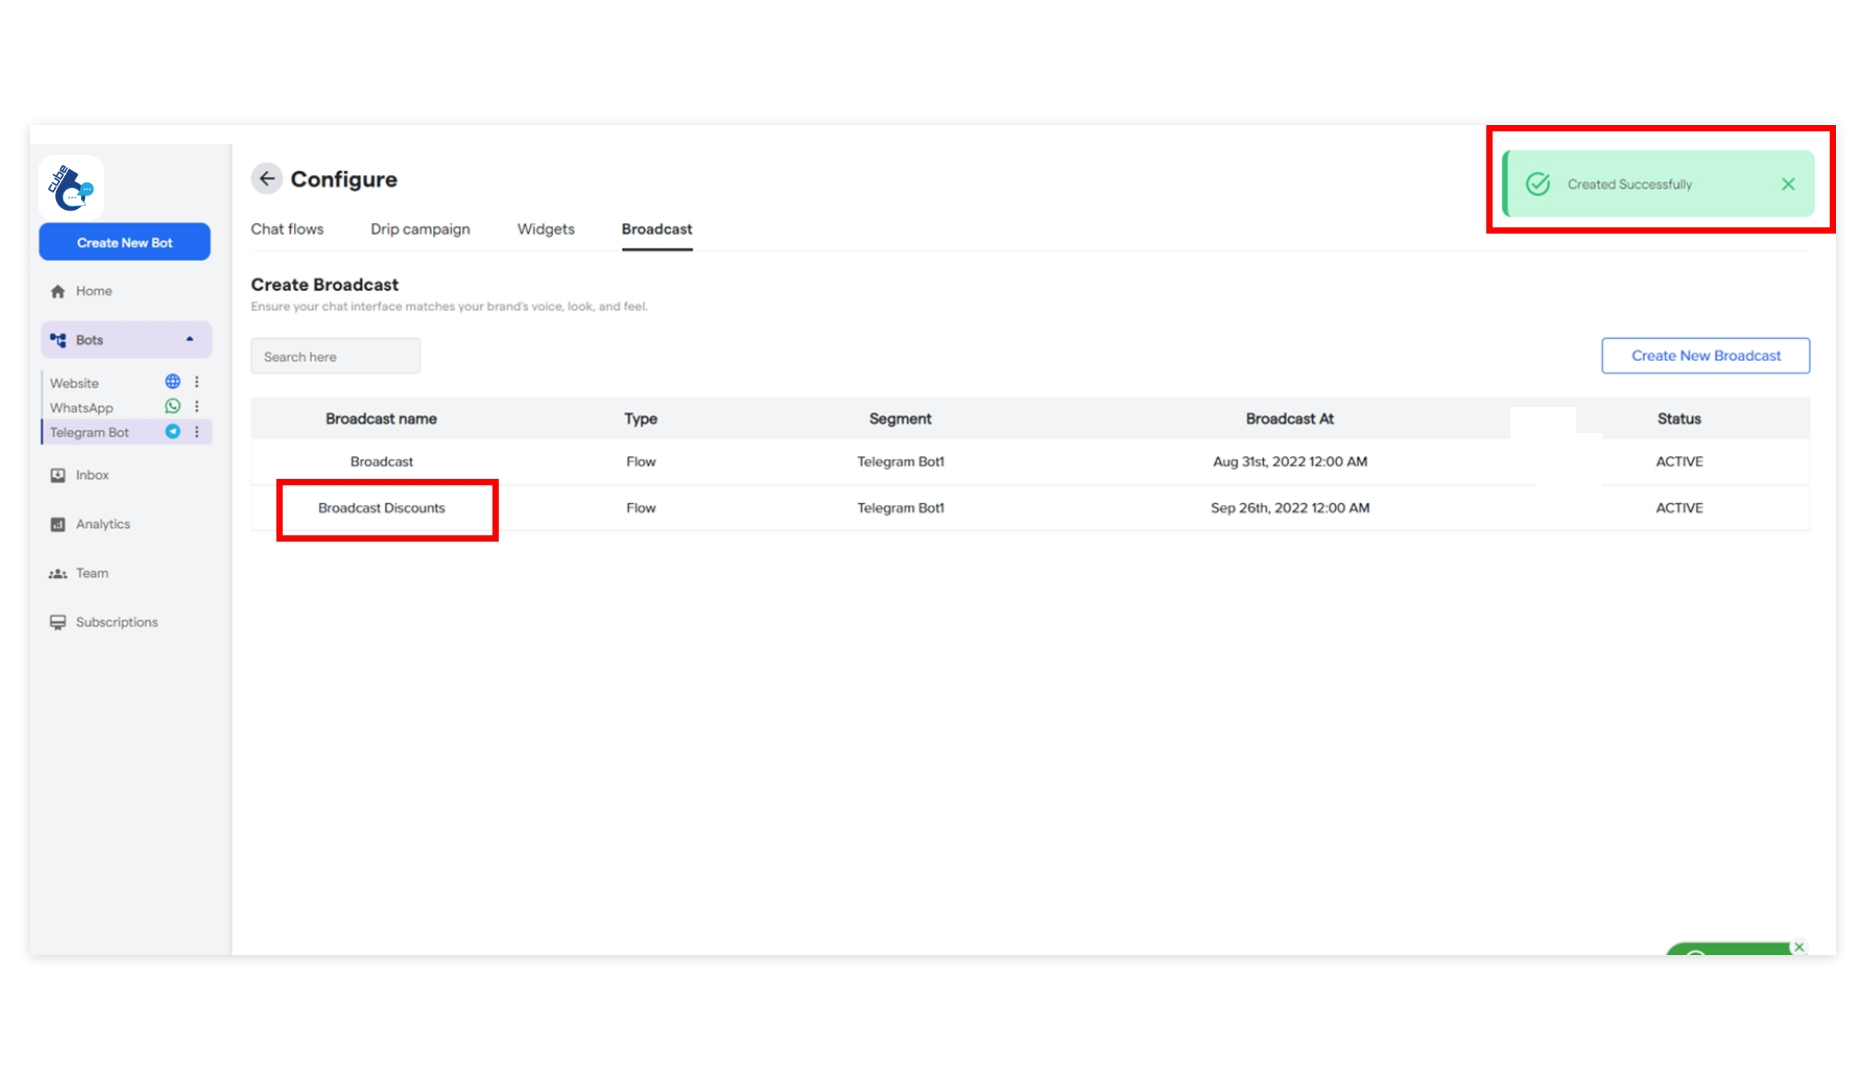 cube
Create New Bot
Home
Bots
Website
WhatsApp
Telegram Bot
Inbox
Analytics
Team
Subscriptions
Configure
Created Successfully
Chat flows Drip campaign Widgets Broadcast
Create Broadcast
Ensure your chat interface matches your brand's voice, look, and feel.
Search here
Create New Broadcast
Broadcast name Type Segment Broadcast At Status
Broadcast Flow Telegram Bot1 Aug 31st, 2022 12:00 AM ACTIVE
Broadcast Discounts Flow Telegram Bot1 Sep 26th, 2022 12:00 AM ACTIVE